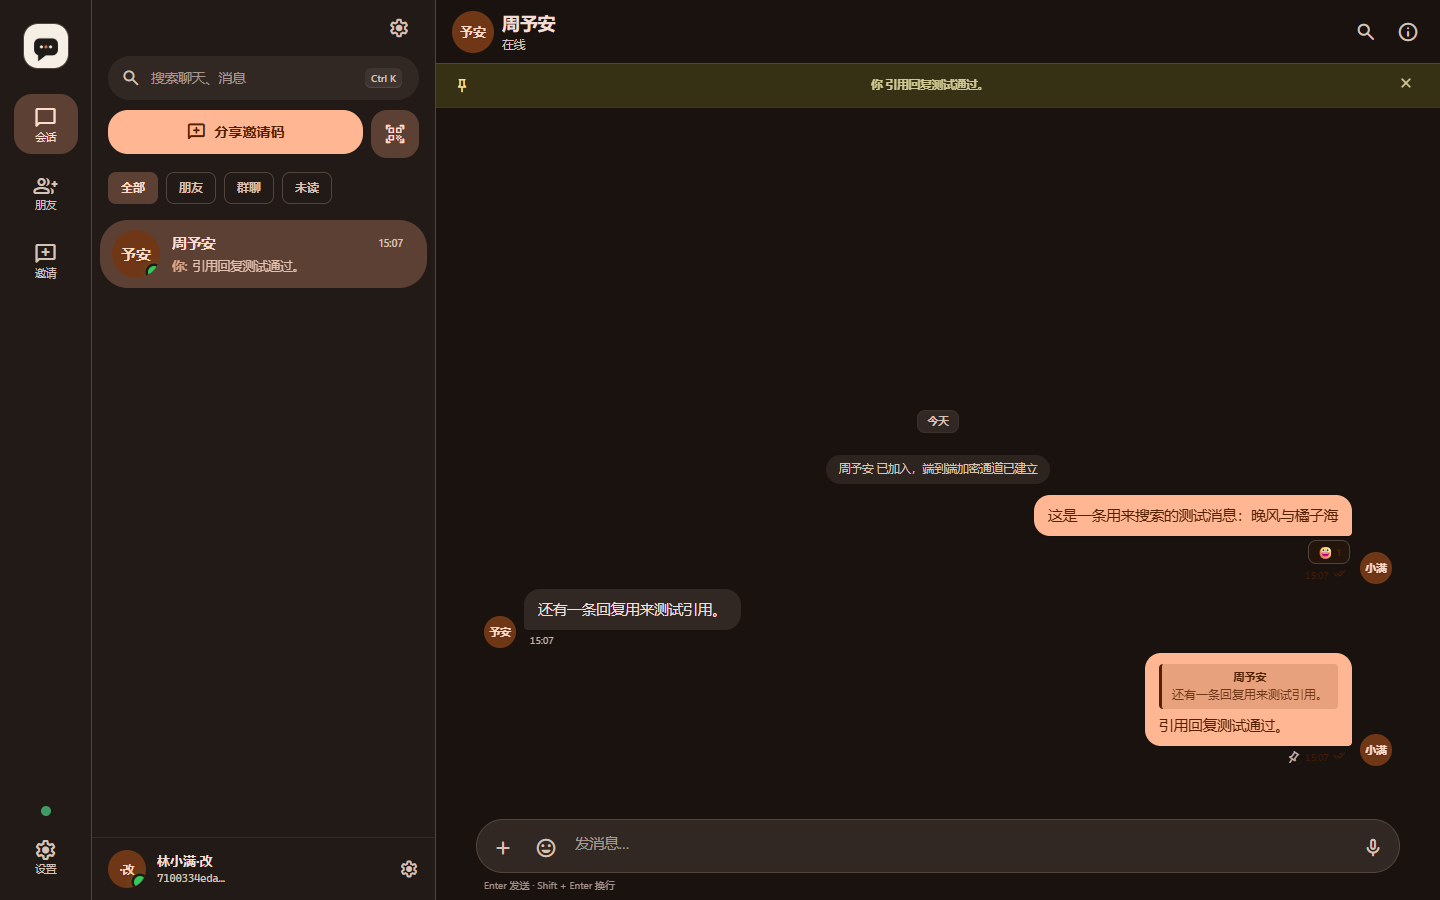 会话
朋友
邀请
设置
搜索聊天、消息
Ctrl K
分享邀请码
全部
朋友
群聊
未读
予安
周予安
15:07
你: 引用回复测试通过。
·改
林小满·改
7100334eda…
予安
周予安
在线
你 引用回复测试通过。
今天
周予安 已加入，端到端加密通道已建立
这是一条用来搜索的测试消息：晚风与橘子海
1
15:07
小满
还有一条回复用来测试引用。
予安
15:07
周予安
还有一条回复用来测试引用。
引用回复测试通过。
15:07
小满
发消息...
Enter 发送 · Shift + Enter 换行